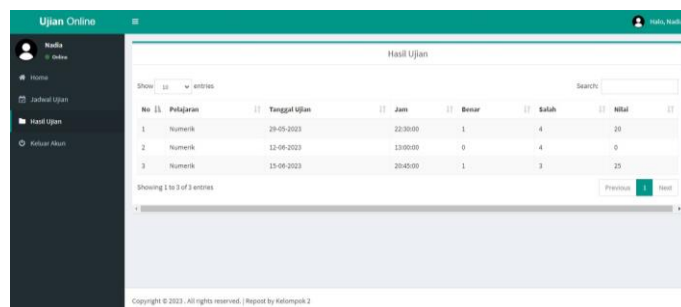 Ujian Online
Halo, Nadia
Nadia
Online
Home
Jadwal Ujian
Hasil Ujian
Keluar Akun
Hasil Ujian
Show 10 entries
Search:
No Pelajaran Tanggal Ujian Jam Benar Salah Nilai
1 Numerik 29-05-2023 22:30:00 1 4 20
2 Numerik 12-06-2023 13:00:00 0 4 0
3 Numerik 15-06-2023 20:45:00 1 3 25
Showing 1 to 3 of 3 entries
Previous 1 Next
Copyright © 2023 . All rights reserved. | Repost by Kelompok 2